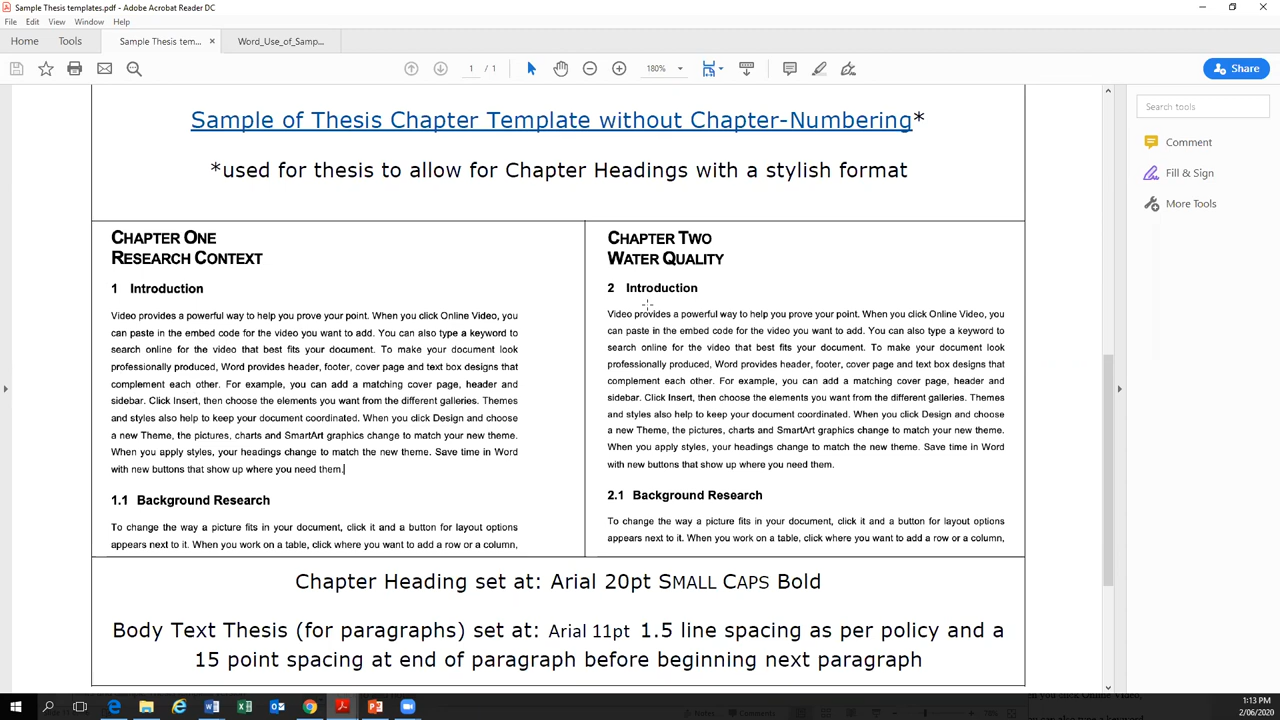 Sample Thesis templates.pdf - Adobe Acrobat Reader DC
File Edit View Window Help
Home Tools Sample Thesis tem... × Word_Use_of_Samp...
1 / 1 180% Share
Search tools
Comment
Fill & Sign
More Tools
Sample of Thesis Chapter Template without Chapter-Numbering*
*used for thesis to allow for Chapter Headings with a stylish format
CHAPTER ONE
RESEARCH CONTEXT
1 Introduction
Video provides a powerful way to help you prove your point. When you click Online Video, you
can paste in the embed code for the video you want to add. You can also type a keyword to
search online for the video that best fits your document. To make your document look
professionally produced, Word provides header, footer, cover page and text box designs that
complement each other. For example, you can add a matching cover page, header and
sidebar. Click Insert, then choose the elements you want from the different galleries. Themes
and styles also help to keep your document coordinated. When you click Design and choose
a new Theme, the pictures, charts and SmartArt graphics change to match your new theme.
When you apply styles, your headings change to match the new theme. Save time in Word
with new buttons that show up where you need them.
1.1 Background Research
To change the way a picture fits in your document, click it and a button for layout options
appears next to it. When you work on a table, click where you want to add a row or a column,
CHAPTER TWO
WATER QUALITY
2 Introduction
Video provides a powerful way to help you prove your point. When you click Online Video, you
can paste in the embed code for the video you want to add. You can also type a keyword to
search online for the video that best fits your document. To make your document look
professionally produced, Word provides header, footer, cover page and text box designs that
complement each other. For example, you can add a matching cover page, header and
sidebar. Click Insert, then choose the elements you want from the different galleries. Themes
and styles also help to keep your document coordinated. When you click Design and choose
a new Theme, the pictures, charts and SmartArt graphics change to match your new theme.
When you apply styles, your headings change to match the new theme. Save time in Word
with new buttons that show up where you need them.
2.1 Background Research
To change the way a picture fits in your document, click it and a button for layout options
appears next to it. When you work on a table, click where you want to add a row or a column,
Chapter Heading set at: Arial 20pt SMALL CAPS Bold
Body Text Thesis (for paragraphs) set at: Arial 11pt 1.5 line spacing as per policy and a
15 point spacing at end of paragraph before beginning next paragraph
1:13 PM
2/06/2020